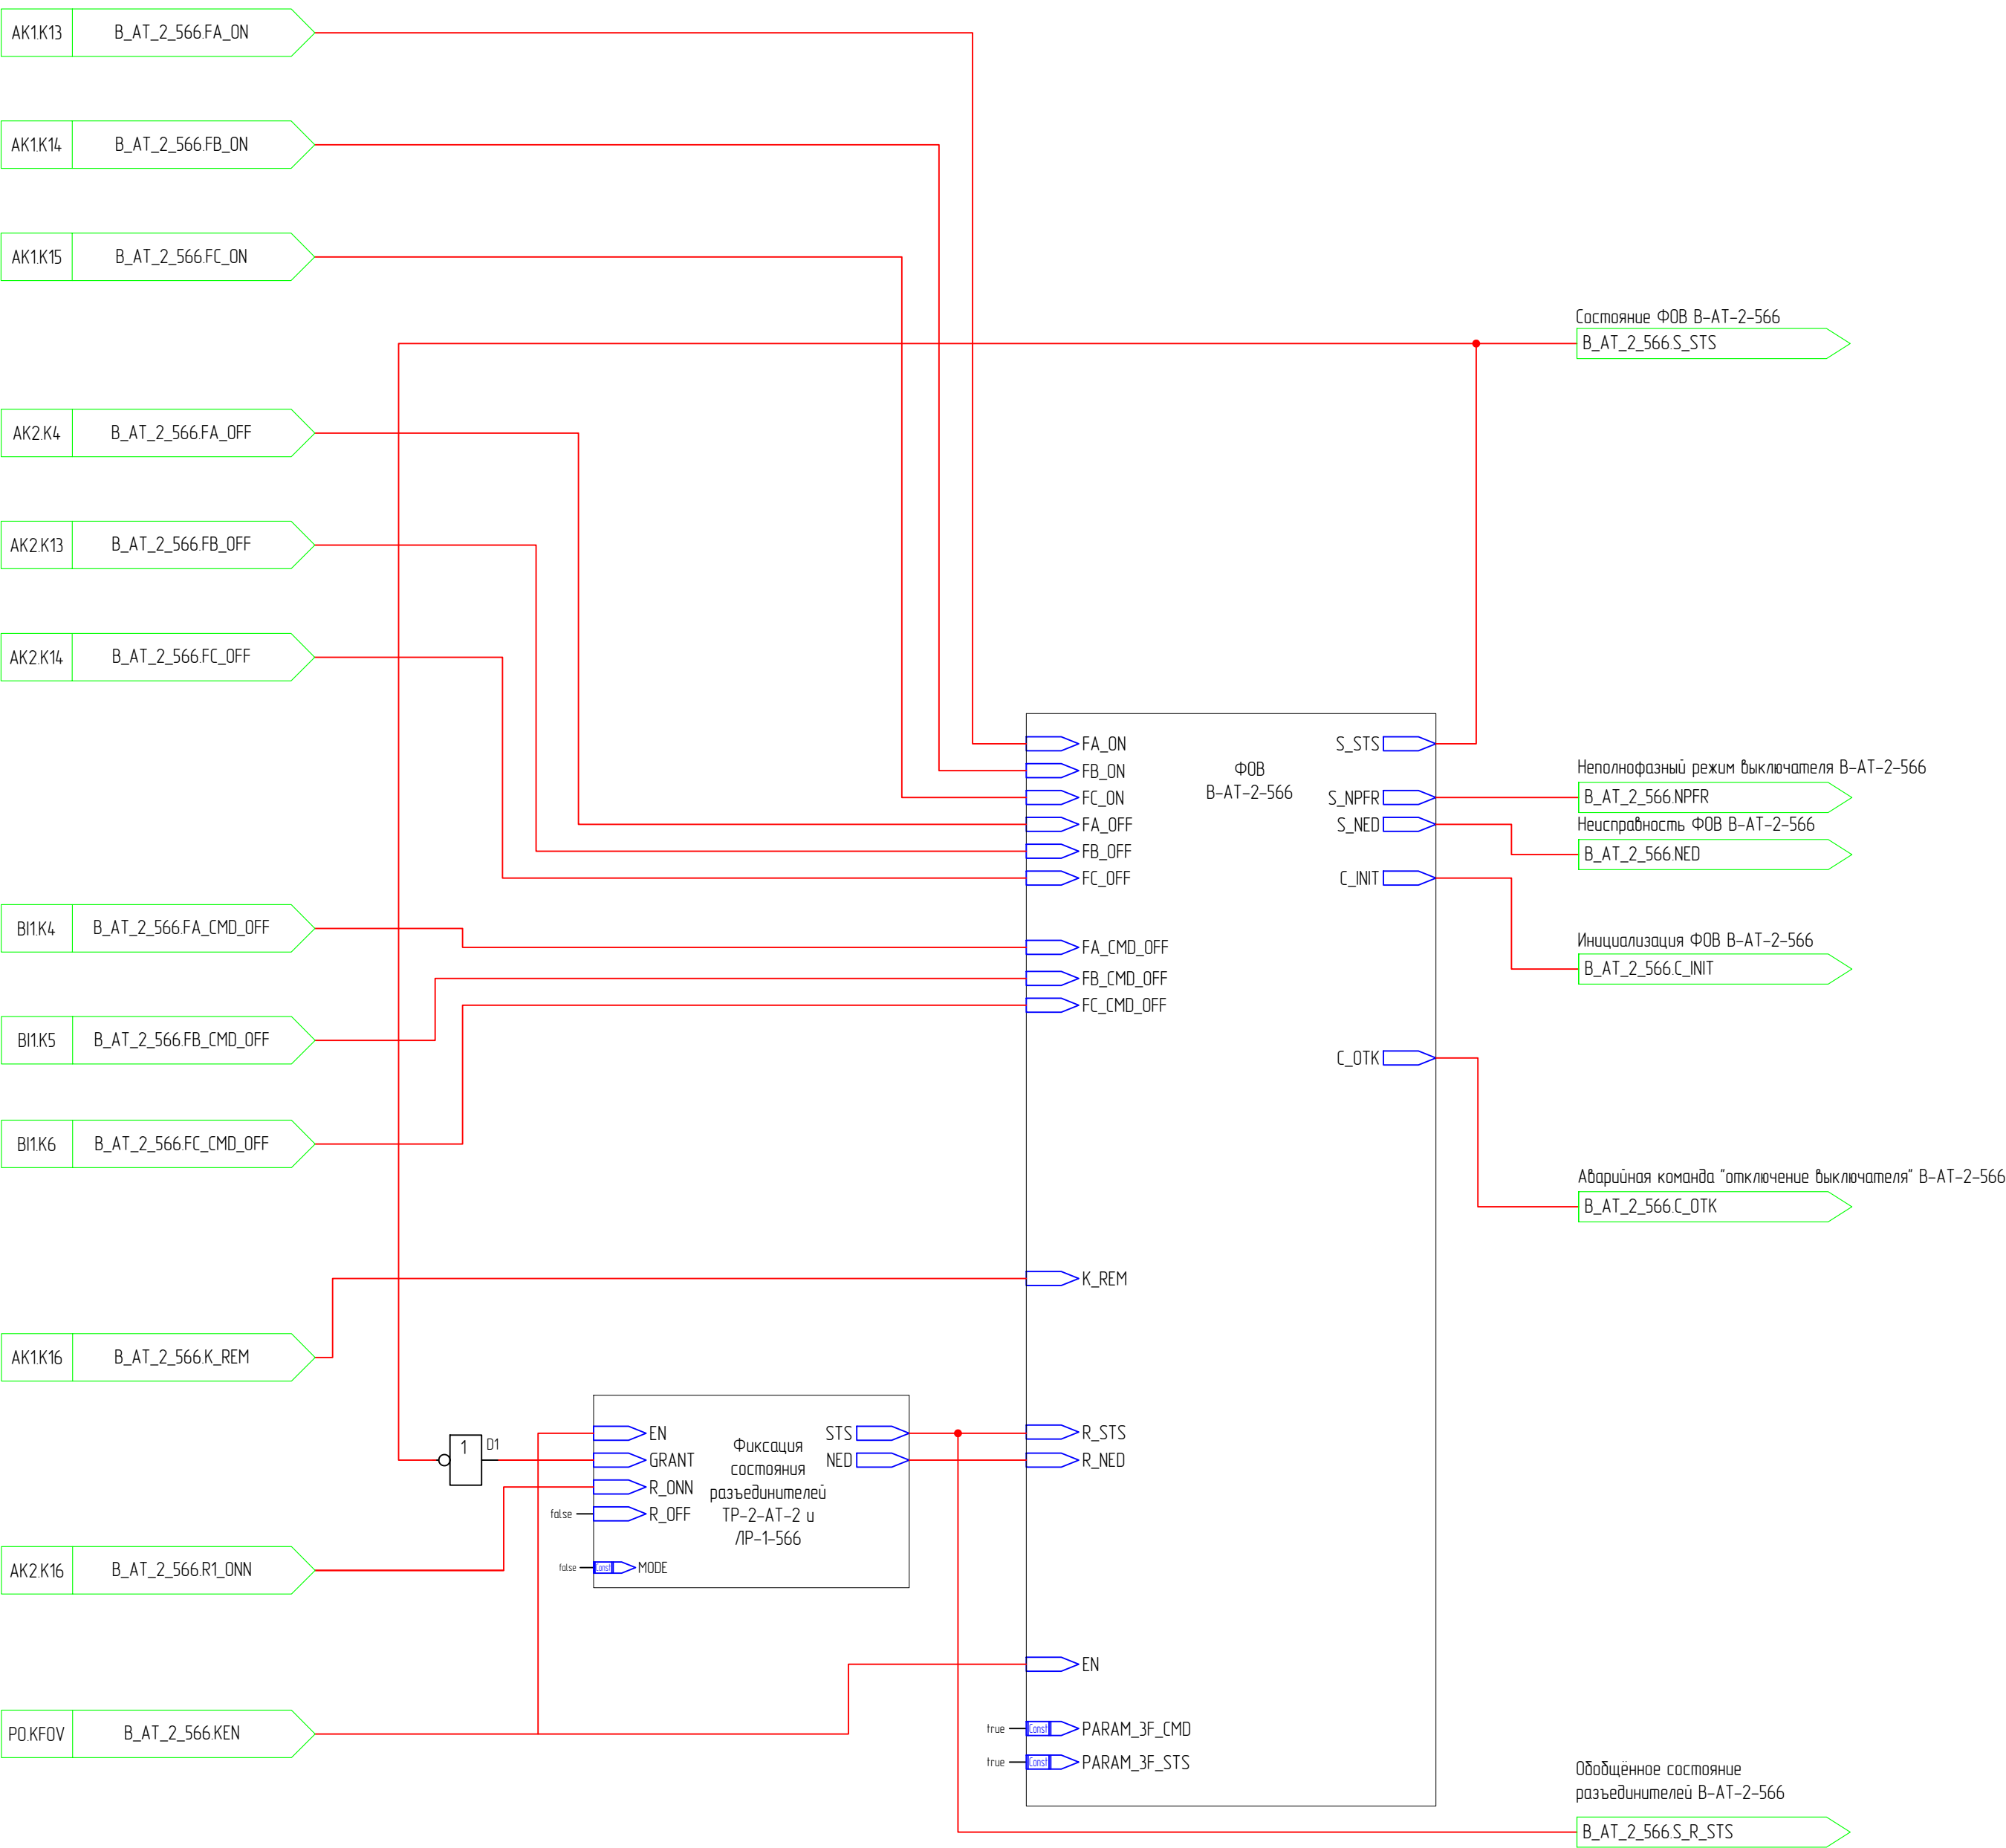 AK1.K13 B_AT_2_566.FA_ON
AK1.K14 B_AT_2_566.FB_ON
AK1.K15 B_AT_2_566.FC_ON
Состояние ФОВ В-АТ-2-566
B_AT_2_566.S_STS
AK2.K4 B_AT_2_566.FA_OFF
AK2.K13 B_AT_2_566.FB_OFF
AK2.K14 B_AT_2_566.FC_OFF
BI1.K4 B_AT_2_566.FA_CMD_OFF
BI1.K5 B_AT_2_566.FB_CMD_OFF
BI1.K6 B_AT_2_566.FC_CMD_OFF
AK1.K16 B_AT_2_566.K_REM
AK2.K16 B_AT_2_566.R1_ONN
PO.KFOV B_AT_2_566.KEN
1 D1
EN
GRANT
R_ONN
false R_OFF
false Const MODE
Фиксация
состояния
разъединителей
ТР-2-АТ-2 и
ЛР-1-566
STS
NED
ФОВ
В-АТ-2-566
FA_ON
FB_ON
FC_ON
FA_OFF
FB_OFF
FC_OFF
FA_CMD_OFF
FB_CMD_OFF
FC_CMD_OFF
K_REM
R_STS
R_NED
EN
true Const PARAM_3F_CMD
true Const PARAM_3F_STS
S_STS
S_NPFR
S_NED
C_INIT
C_OTK
Неполнофазный режим выключателя В-АТ-2-566
B_AT_2_566.NPFR
Неисправность ФОВ В-АТ-2-566
B_AT_2_566.NED
Инициализация ФОВ В-АТ-2-566
B_AT_2_566.C_INIT
Аварийная команда "отключение выключателя" В-АТ-2-566
B_AT_2_566.C_OTK
Обобщённое состояние
разъединителей В-АТ-2-566
B_AT_2_566.S_R_STS